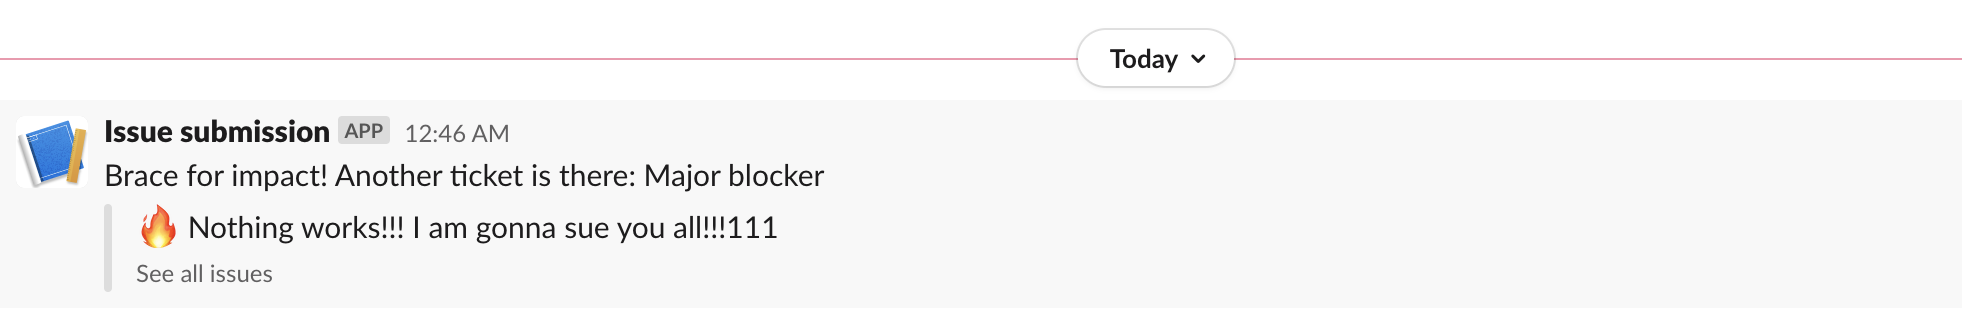 Today
Issue submission APP 12:46 AM
Brace for impact! Another ticket is there: Major blocker
🔥 Nothing works!!! I am gonna sue you all!!!111
See all issues